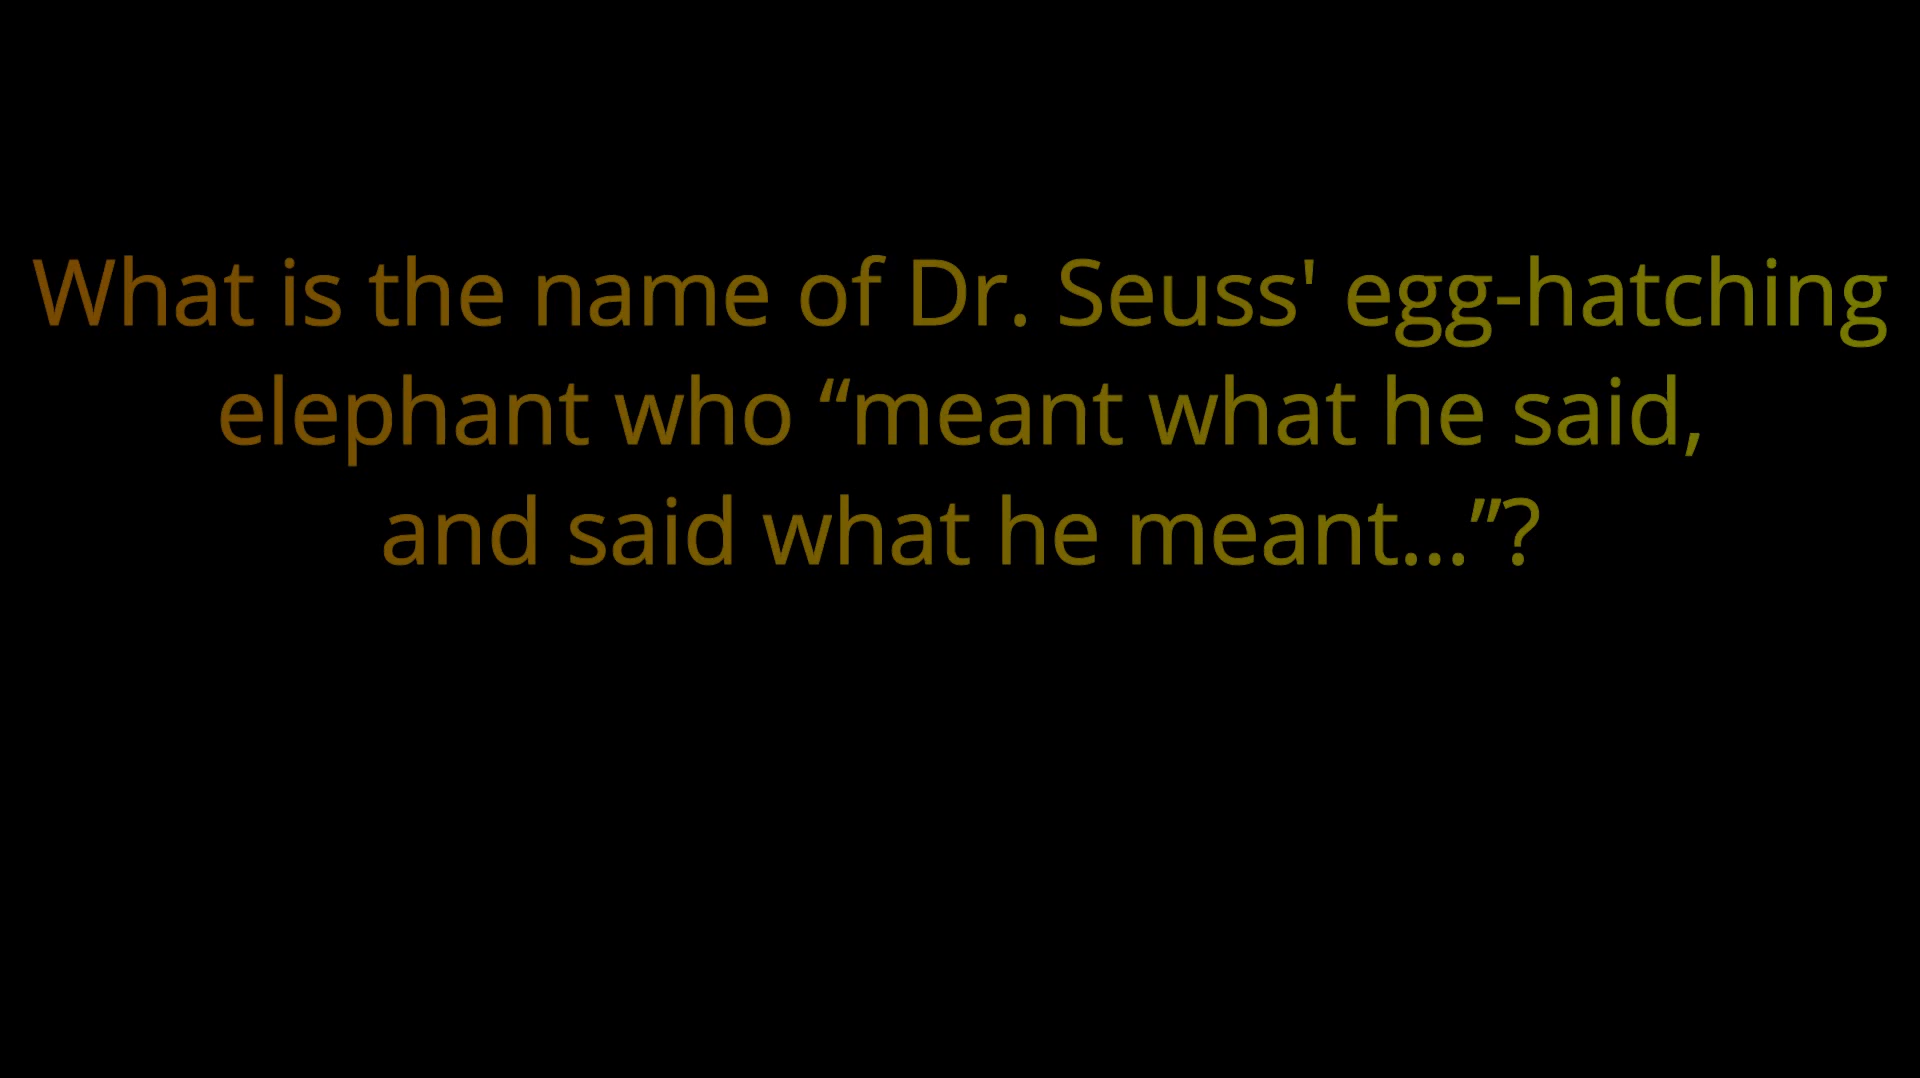 What is the name of Dr. Seuss' egg-hatching
elephant who “meant what he said,
and said what he meant...”?